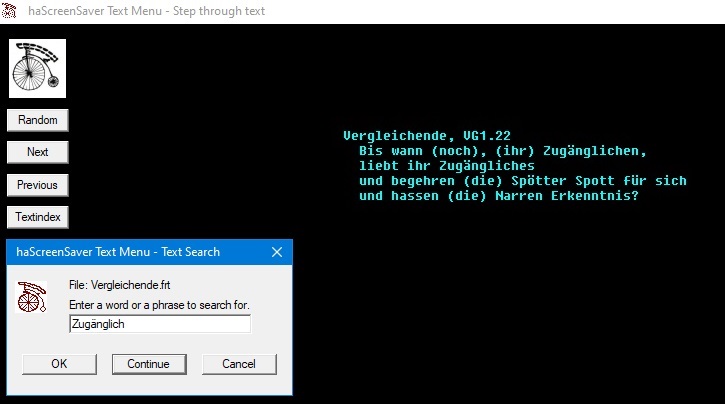 haScreenSaver Text Menu - Step through text
Random
Next
Previous
Textindex
Vergleichende, VG1.22
Bis wann (noch), (ihr) Zugänglichen,
liebt ihr Zugängliches
und begehren (die) Spötter Spott für sich
und hassen (die) Narren Erkenntnis?
haScreenSaver Text Menu - Text Search
File: Vergleichende.frt
Enter a word or a phrase to search for.
Zugänglich
OK
Continue
Cancel